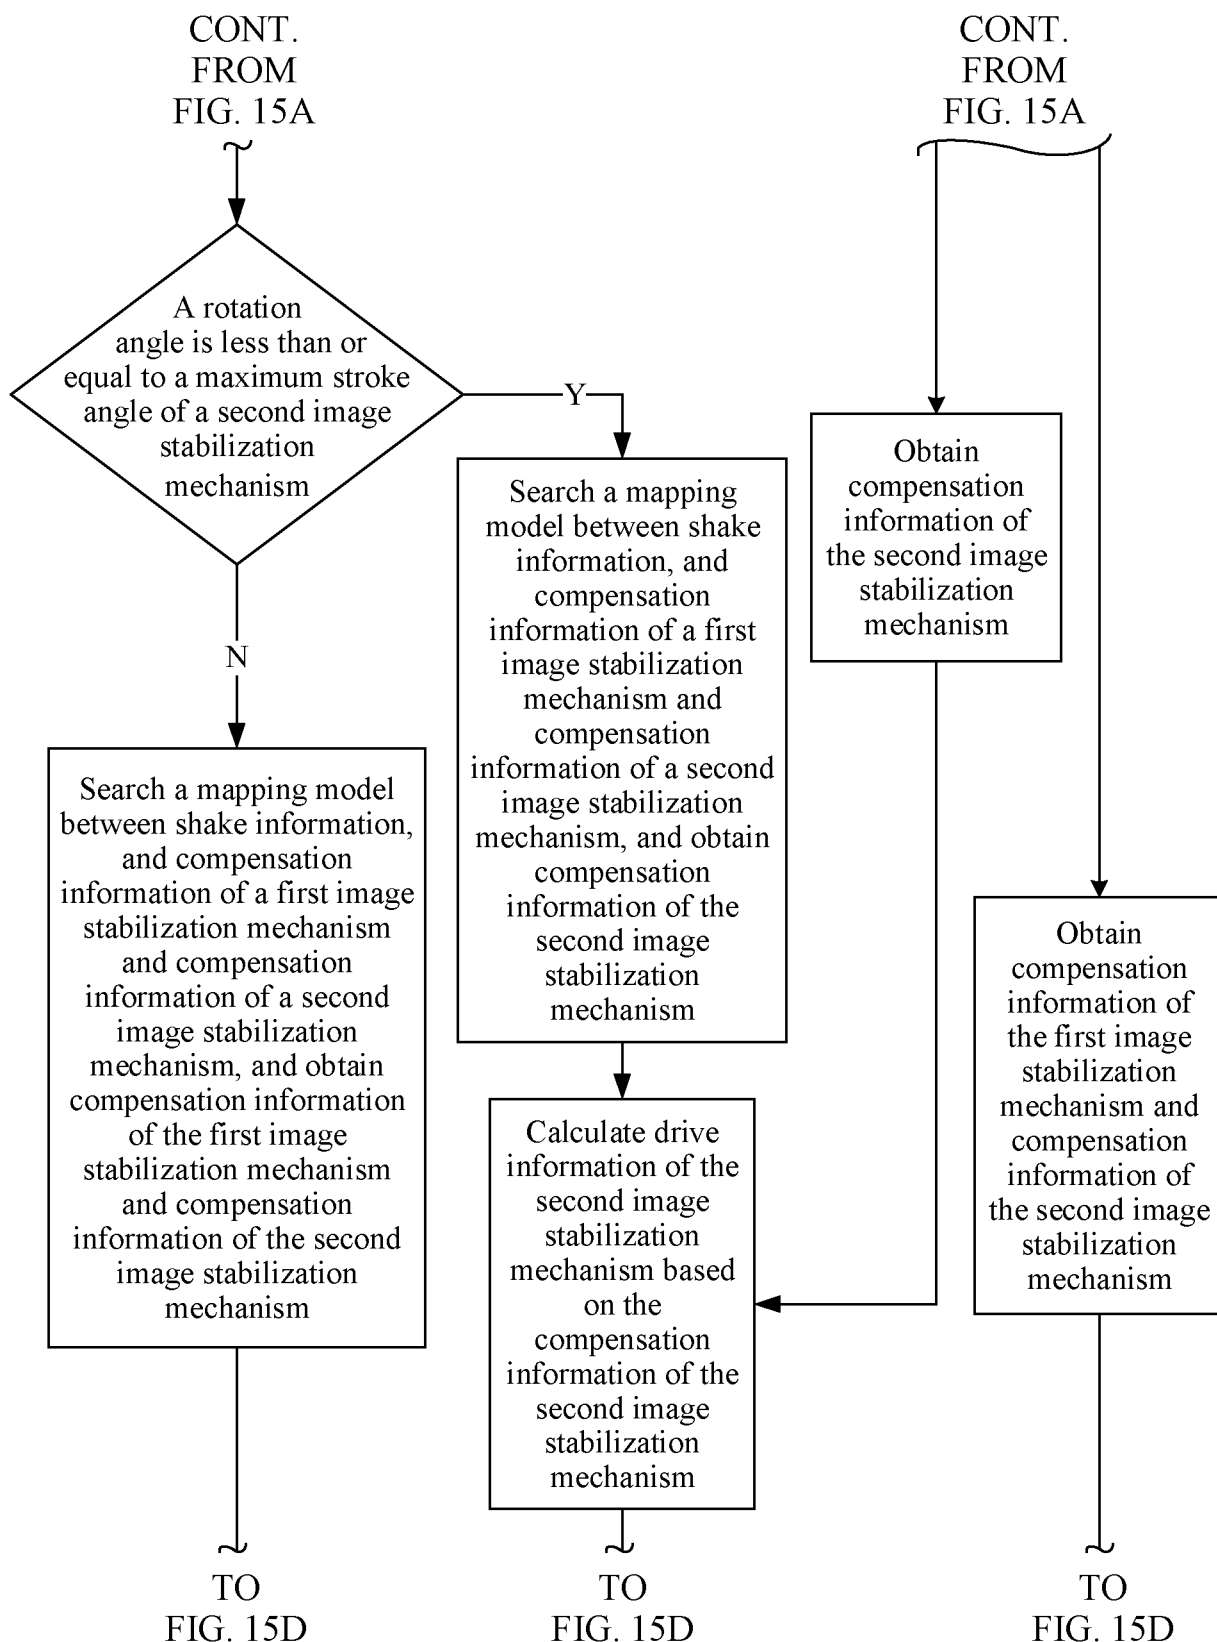 CONT.
FROM
FIG. 15A
CONT.
FROM
FIG. 15A
A rotation
angle is less than or
equal to a maximum stroke
angle of a second image
stabilization
mechanism
Y
N
Search a mapping
model between shake
information, and
compensation
information of a first
image stabilization
mechanism and
compensation
information of a second
image stabilization
mechanism, and obtain
compensation
information of the
second image
stabilization
mechanism
Obtain
compensation
information of
the second image
stabilization
mechanism
Search a mapping model
between shake information,
and compensation
information of a first image
stabilization mechanism
and compensation
information of a second
image stabilization
mechanism, and obtain
compensation information
of the first image
stabilization mechanism
and compensation
information of the second
image stabilization
mechanism
Calculate drive
information of the
second image
stabilization
mechanism based
on the
compensation
information of the
second image
stabilization
mechanism
Obtain
compensation
information of
the first image
stabilization
mechanism and
compensation
information of
the second image
stabilization
mechanism
TO
FIG. 15D
TO
FIG. 15D
TO
FIG. 15D